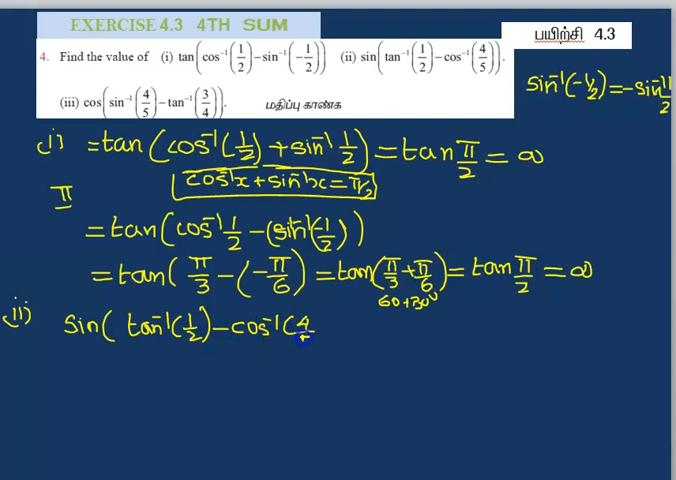 EXERCISE 4.3 4TH SUM
பயிற்சி 4.3
4. Find the value of (i) tan(cos⁻¹(1/2) − sin⁻¹(−1/2)) (ii) sin(tan⁻¹(1/2) − cos⁻¹(4/5)).
(iii) cos(sin⁻¹(4/5) − tan⁻¹(3/4)). மதிப்பு காண்க
sin⁻¹(−1/2) = −sin⁻¹ 1/2
(i) = tan(cos⁻¹(1/2) + sin⁻¹ 1/2) = tan π/2 = ∞
cos⁻¹x + sin⁻¹x = π/2
II
= tan(cos⁻¹ 1/2 − (sin⁻¹(−1/2))
= tan(π/3 − (−π/6) = tan(π/3 + π/6) = tan π/2 = ∞
60+30°
(ii) sin(tan⁻¹(1/2) − cos⁻¹(4/5